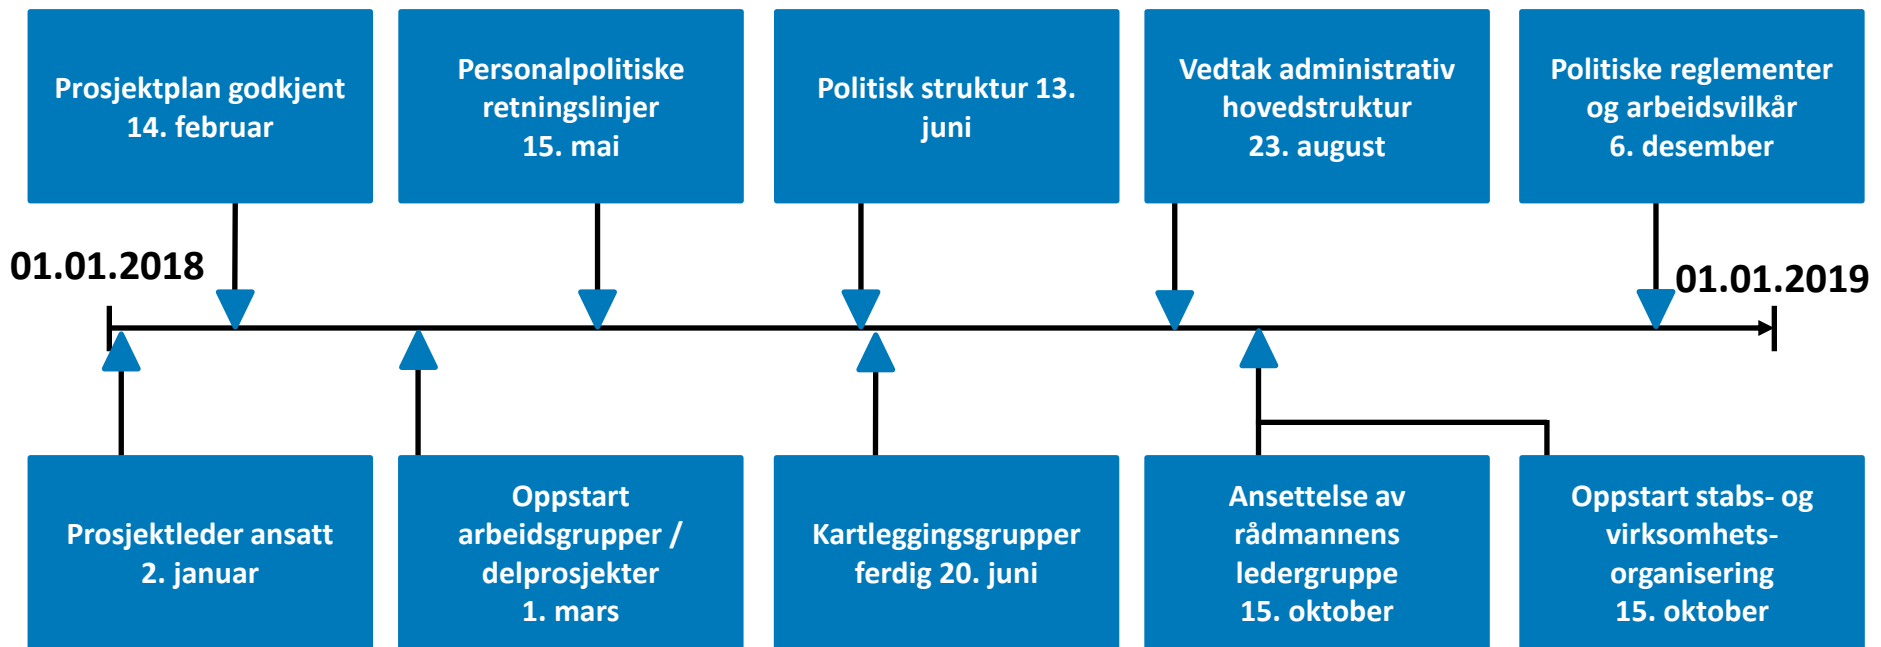 Prosjektplan godkjent
14. februar
Personalpolitiske
retningslinjer
15. mai
Politisk struktur 13.
juni
Vedtak administrativ
hovedstruktur
23. august
Politiske reglementer
og arbeidsvilkår
6. desember
01.01.2018
01.01.2019
Prosjektleder ansatt
2. januar
Oppstart
arbeidsgrupper /
delprosjekter
1. mars
Kartleggingsgrupper
ferdig 20. juni
Ansettelse av
rådmannens
ledergruppe
15. oktober
Oppstart stabs- og
virksomhets-
organisering
15. oktober